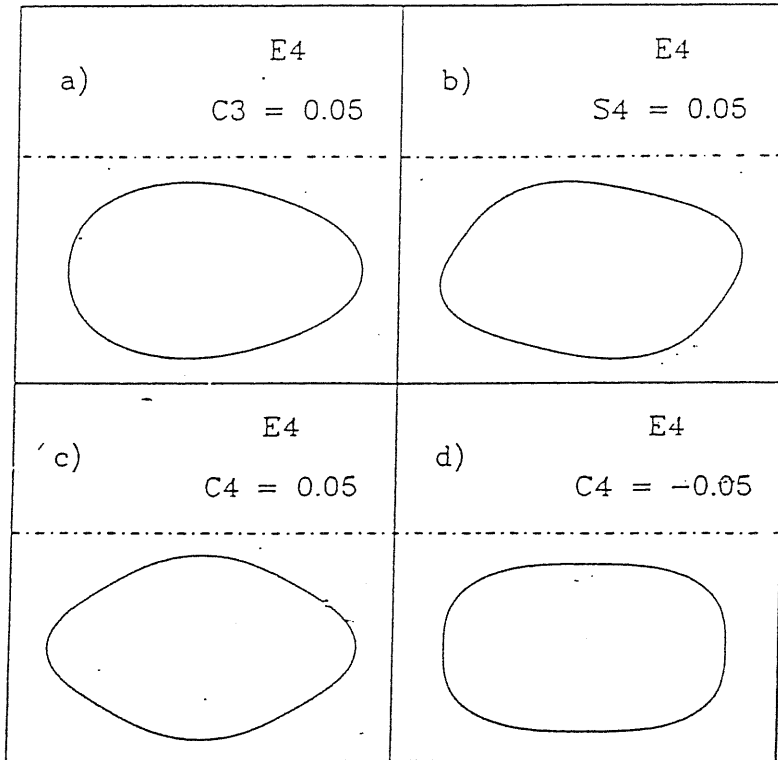 a)
E4
C3 = 0.05
b)
E4
S4 = 0.05
c)
E4
C4 = 0.05
d)
E4
C4 = -0.05